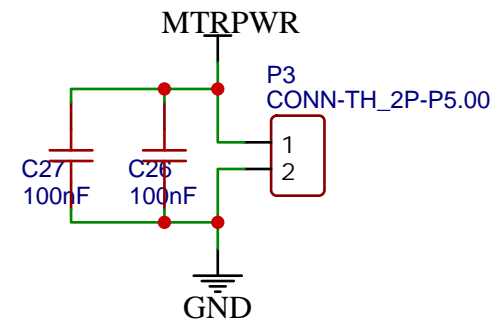 MTRPWR
P3
CONN-TH_2P-P5.00
1
2
C27
100nF
C26
100nF
GND